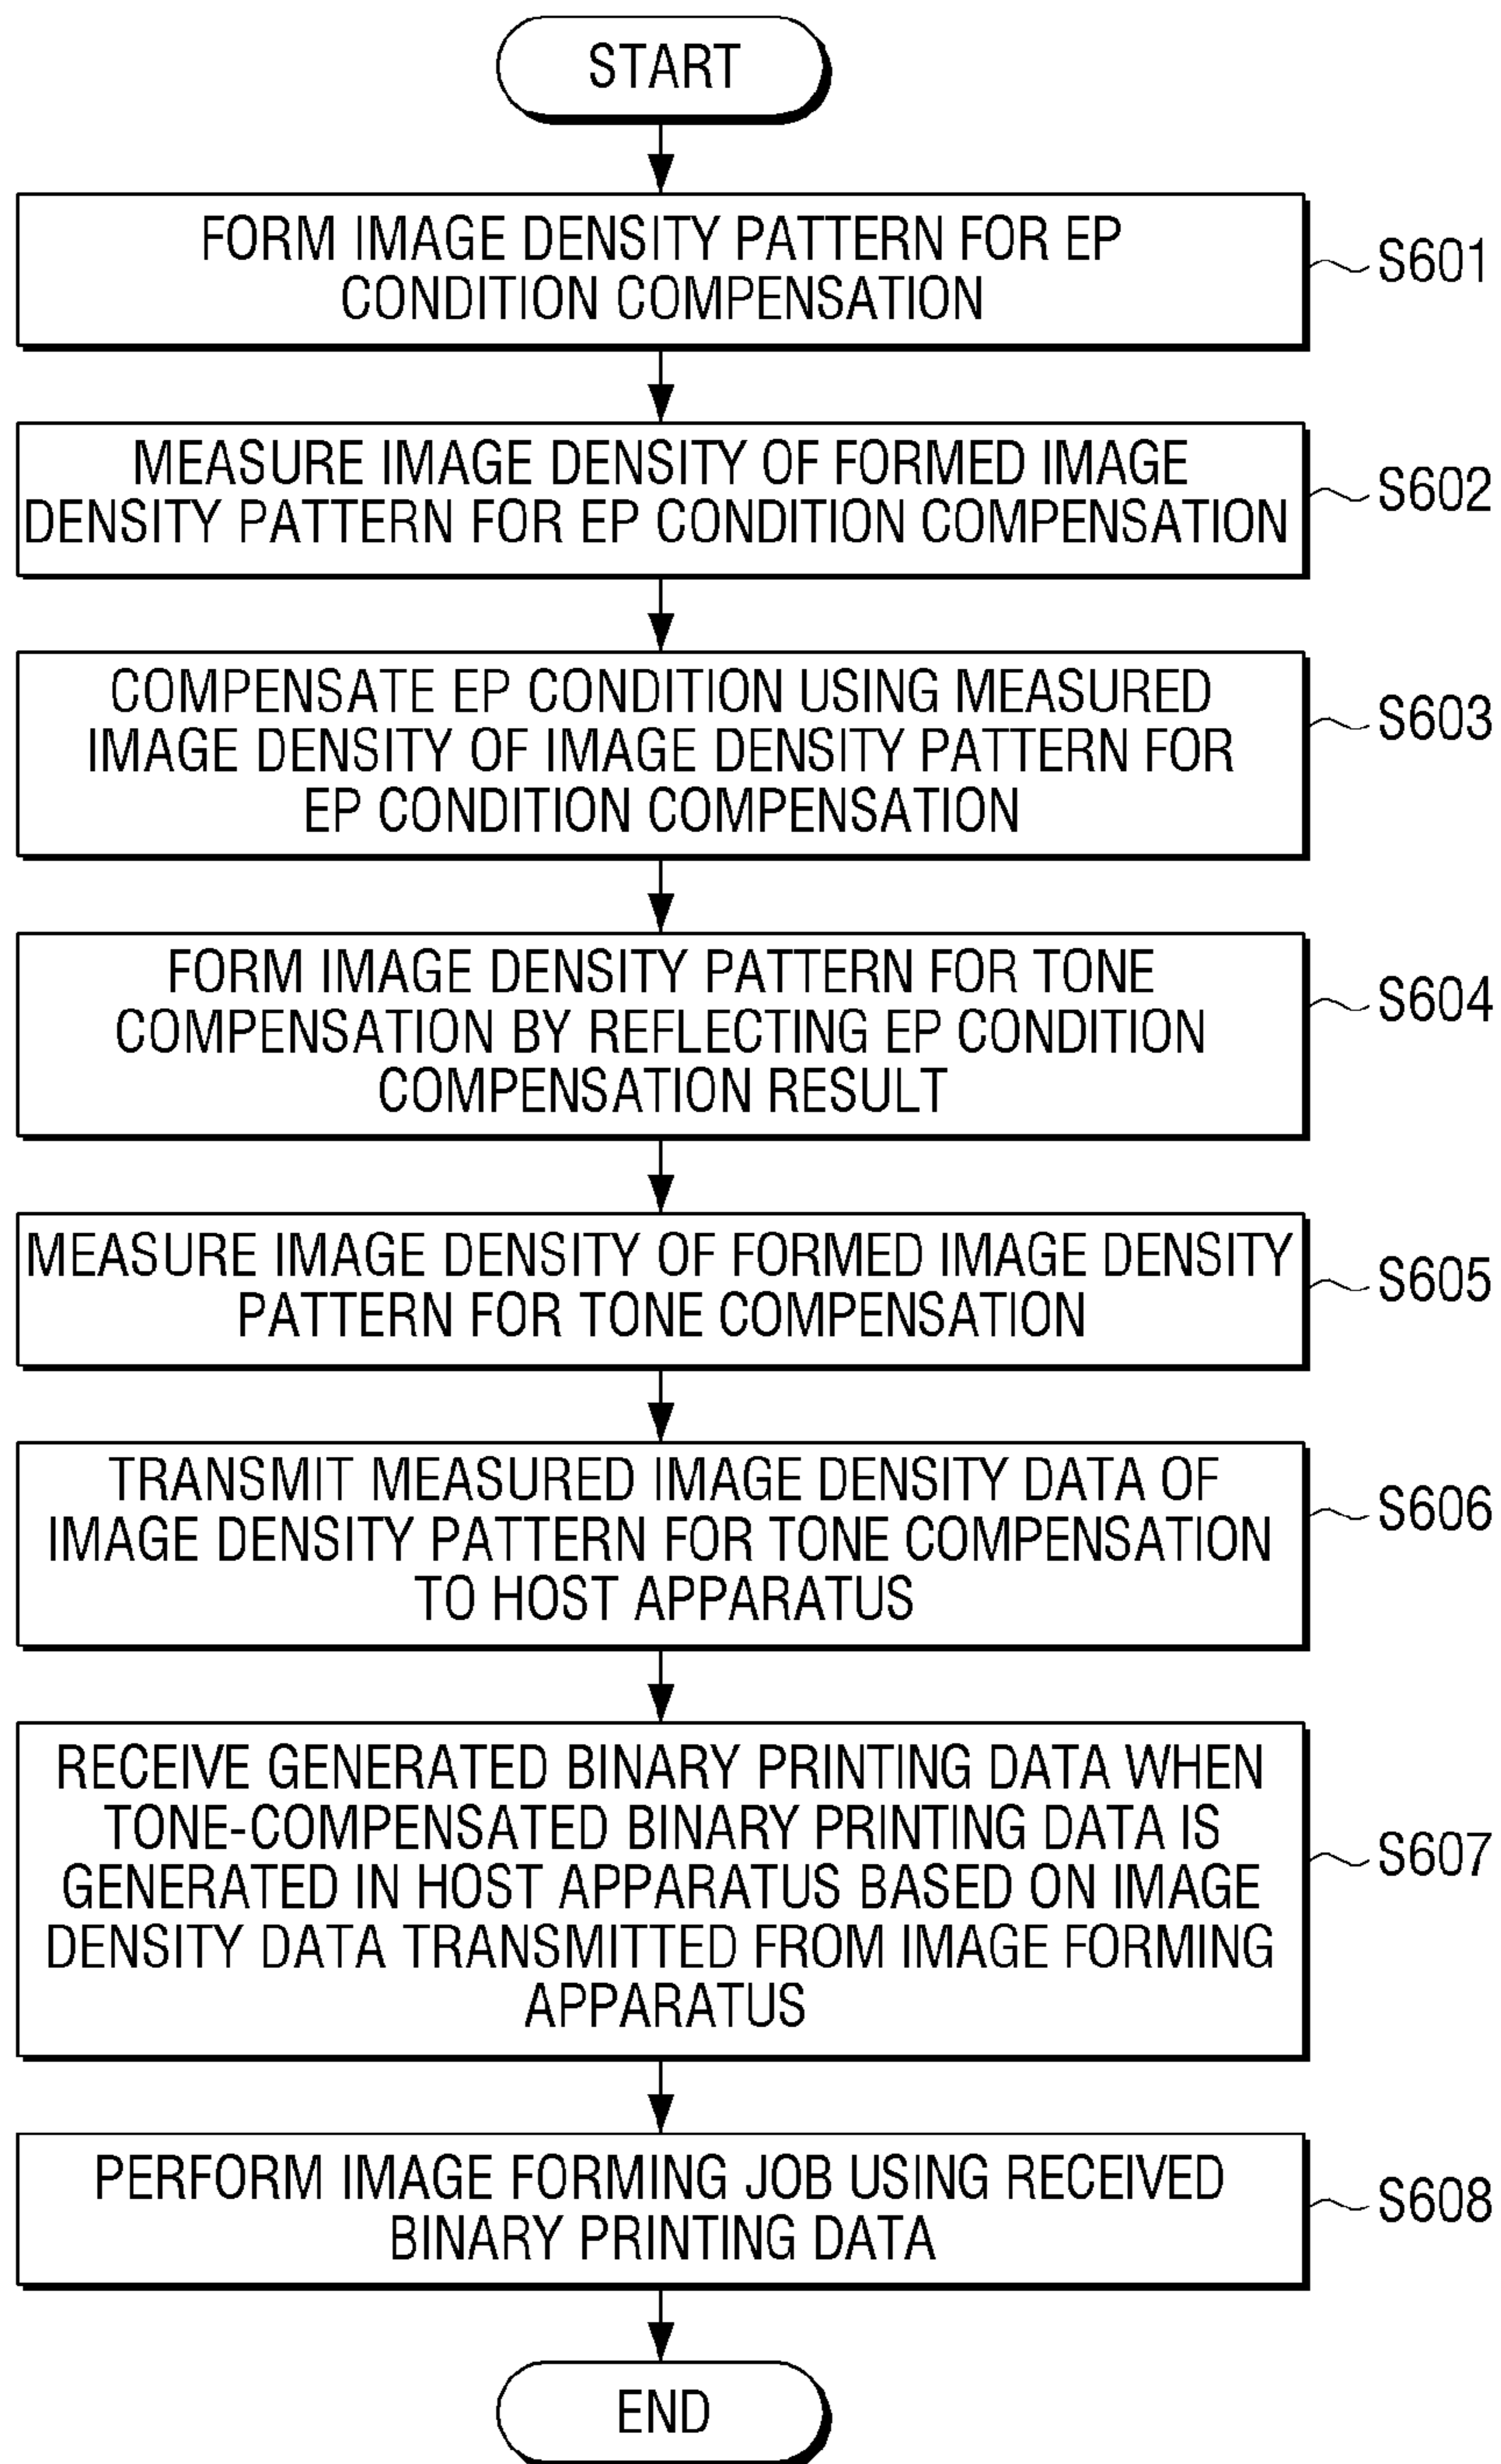 START
FORM IMAGE DENSITY PATTERN FOR EP
CONDITION COMPENSATION
S601
MEASURE IMAGE DENSITY OF FORMED IMAGE
DENSITY PATTERN FOR EP CONDITION COMPENSATION
S602
COMPENSATE EP CONDITION USING MEASURED
IMAGE DENSITY OF IMAGE DENSITY PATTERN FOR
EP CONDITION COMPENSATION
S603
FORM IMAGE DENSITY PATTERN FOR TONE
COMPENSATION BY REFLECTING EP CONDITION
COMPENSATION RESULT
S604
MEASURE IMAGE DENSITY OF FORMED IMAGE DENSITY
PATTERN FOR TONE COMPENSATION
S605
TRANSMIT MEASURED IMAGE DENSITY DATA OF
IMAGE DENSITY PATTERN FOR TONE COMPENSATION
TO HOST APPARATUS
S606
RECEIVE GENERATED BINARY PRINTING DATA WHEN
TONE-COMPENSATED BINARY PRINTING DATA IS
GENERATED IN HOST APPARATUS BASED ON IMAGE
DENSITY DATA TRANSMITTED FROM IMAGE FORMING
APPARATUS
S607
PERFORM IMAGE FORMING JOB USING RECEIVED
BINARY PRINTING DATA
S608
END